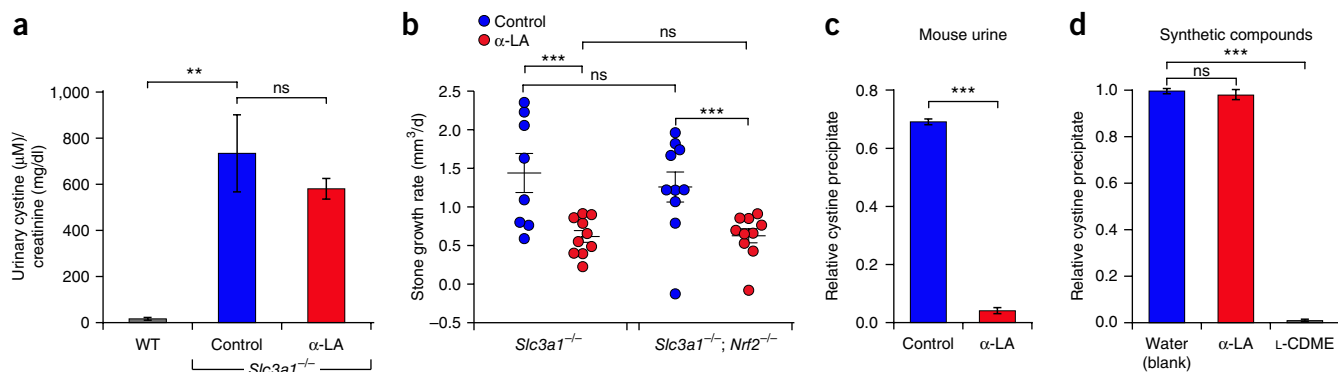 a
Urinary cystine (μM)/
creatinine (mg/dl)
1,000
800
600
400
200
0
**
ns
WT
Control
α-LA
Slc3a1–/–
b
Control
α-LA
ns
***
ns
***
Stone growth rate (mm3/d)
2.5
2.0
1.5
1.0
0.5
0.0
–0.5
Slc3a1–/–
Slc3a1–/–; Nrf2–/–
c
Mouse urine
***
Relative cystine precipitate
0.8
0.6
0.4
0.2
0.0
Control
α-LA
d
Synthetic compounds
***
ns
Relative cystine precipitate
1.0
0.8
0.6
0.4
0.2
0.0
Water
(blank)
α-LA
L-CDME